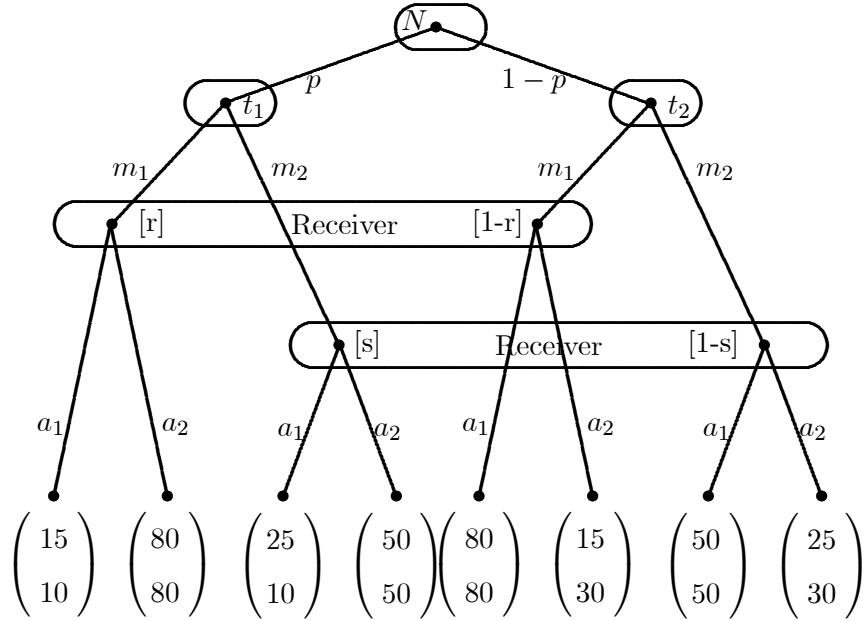 N
p 1 − p
t₁ t₂
m₁ m₂ m₁ m₂
[r] Receiver [1-r]
[s] Receiver [1-s]
a₁ a₂ a₁ a₂ a₁ a₂ a₁ a₂
15 80 25 50 80 15 50 25
10 80 10 50 80 30 50 30